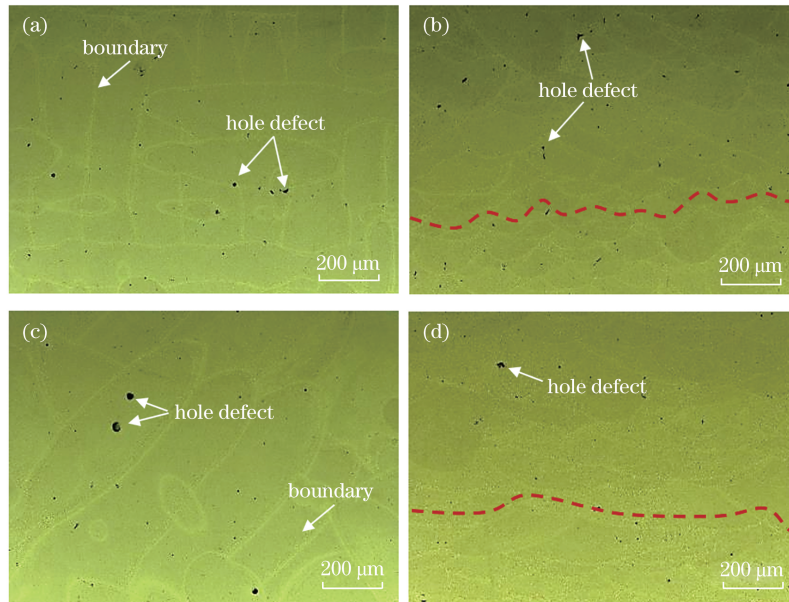 (a)
boundary
hole defect
200 μm
(b)
hole defect
200 μm
(c)
hole defect
boundary
200 μm
(d)
hole defect
200 μm